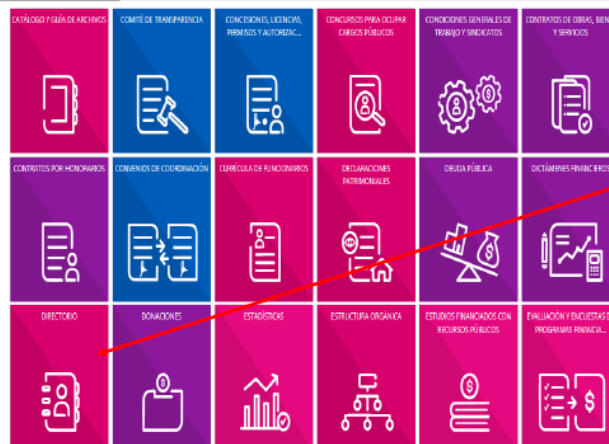 CATÁLOGO Y GUÍA DE ARCHIVOS
COMITÉ DE TRANSPARENCIA
CONCESIONES, LICENCIAS,
PERMISOS Y AUTORIZAC...
CONCURSOS PARA OCUPAR
CARGOS PÚBLICOS
CONDICIONES GENERALES DE
TRABAJO Y SINDICATOS
CONTRATOS DE OBRAS, BIEN
Y SERVICIOS
CONTRATOS POR HONORARIOS
CONVENIOS DE COORDINACIÓN
CURRÍCULA DE FUNCIONARIOS
DECLARACIONES
PATRIMONIALES
DEUDA PÚBLICA
DICTÁMENES FINANCIEROS
DIRECTORIO
DONACIONES
ESTADÍSTICAS
ESTRUCTURA ORGÁNICA
ESTUDIOS FINANCIADOS CON
RECURSOS PÚBLICOS
EVALUACIÓN Y ENCUESTAS D
PROGRAMAS FINANCIA...